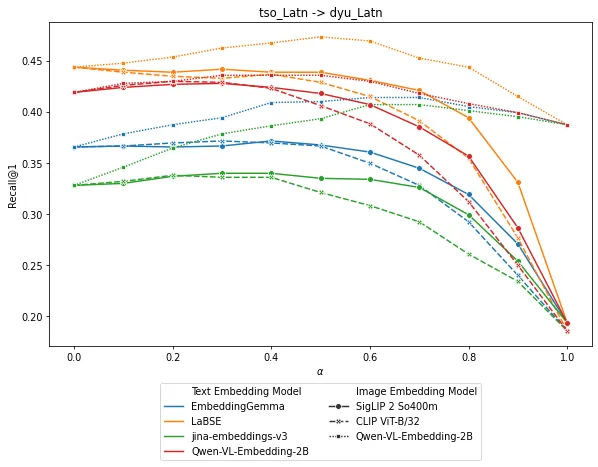 tso_Latn -> dyu_Latn
Recall@1
0.45
0.40
0.35
0.30
0.25
0.20
0.0 0.2 0.4 0.6 0.8 1.0
α
Text Embedding Model Image Embedding Model
EmbeddingGemma SigLIP 2 So400m
LaBSE CLIP ViT-B/32
jina-embeddings-v3 Qwen-VL-Embedding-2B
Qwen-VL-Embedding-2B